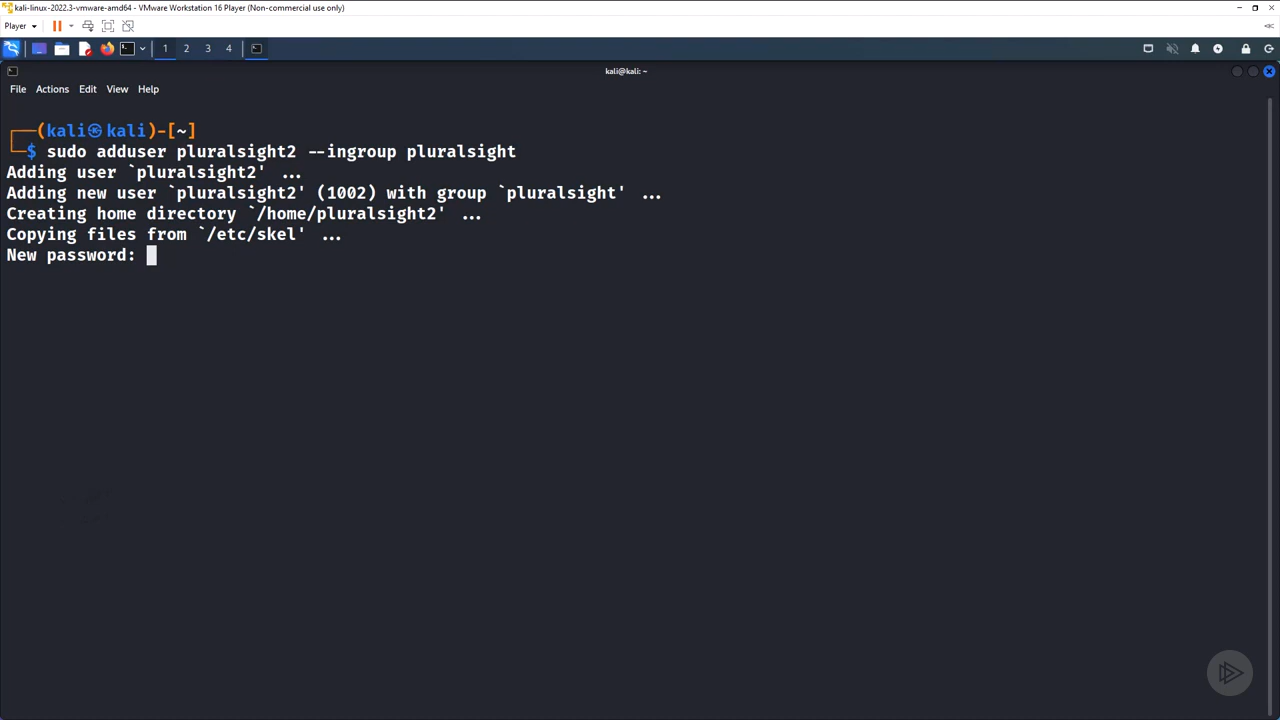 kali-linux-2022.3-vmware-amd64 - VMware Workstation 16 Player (Non-commercial use only)
Player
1 2 3 4
kali@kali: ~
File Actions Edit View Help
(kali㉿kali)-[~]
$ sudo adduser pluralsight2 --ingroup pluralsight
Adding user `pluralsight2' ...
Adding new user `pluralsight2' (1002) with group `pluralsight' ...
Creating home directory `/home/pluralsight2' ...
Copying files from `/etc/skel' ...
New password: